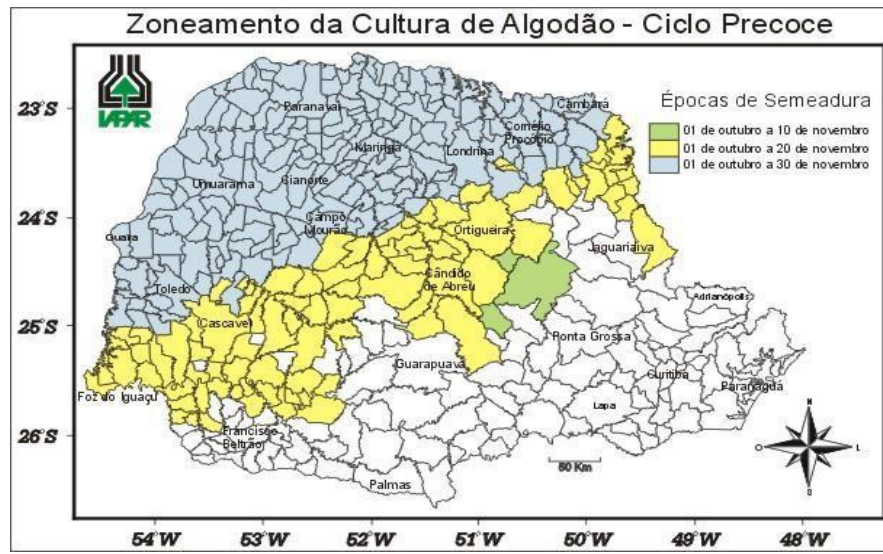 Zoneamento da Cultura de Algodão - Ciclo Precoce
IAPAR
Épocas de Semeadura
01 de outubro a 10 de novembro
01 de outubro a 20 de novembro
01 de outubro a 30 de novembro
23°S
24°S
25°S
26°S
Paranavaí
Cambará
Cornélio
Procópio
Maringá
Londrina
Umuarama
Cianorte
Campo
Mourão
Guaíra
Ortigueira
Jaguariaíva
Toledo
Cândido
de Abreu
Adrianópolis
Cascavel
Ponta Grossa
Guarapuava
Curitiba
Paranaguá
Foz do Iguaçu
Lapa
Francisco
Beltrão
Palmas
50 Km
N
O
L
S
54°W
53°W
52°W
51°W
50°W
49°W
48°W